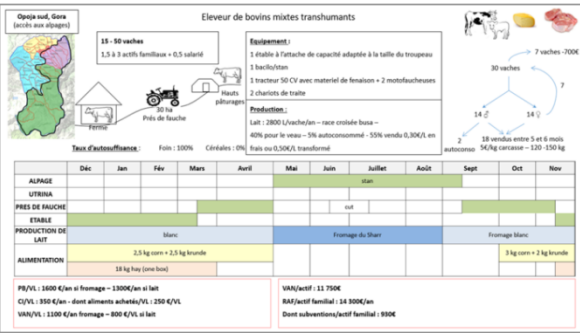 Eleveur de bovins mixtes transhumants
Opoja sud, Gora
(accès aux alpages)
15 - 50 vaches
1,5 à 3 actifs familiaux + 0,5 salarié
Ferme
30 ha
Prés de fauche
Hauts
pâturages
Taux d'autosuffisance : Foin : 100% Céréales : 0%
Equipement :
1 étable à l'attache de capacité adaptée à la taille du troupeau
1 bacilo/stan
1 tracteur 50 CV avec materiel de fenaison + 2 motofaucheuses
2 chariots de traite
Production :
Lait : 2800 L/vache/an – race croisée busa –
40% pour le veau – 5% autoconsommé - 55% vendu 0,30€/L en
frais ou 0,50€/L transformé
7 vaches -700€
30 vaches
7
14 ♂
14 ♀
2
autoconso
18 vendus entre 5 et 6 mois
5€/kg carcasse – 120 -150 kg
Déc Jan Fév Mars Avril Mai Juin Juillet Août Sept Oct Nov
ALPAGE stan
UTRINA
PRES DE FAUCHE cut
ETABLE
PRODUCTION DE
LAIT
blanc Fromage du Sharr Fromage blanc
ALIMENTATION
2,5 kg corn + 2,5 kg krunde 3 kg corn + 2 kg krunde
18 kg hay (one box)
PB/VL : 1600 €/an si fromage – 1300€/an si lait
CI/VL : 350 €/an - dont aliments achetés/VL : 250 €/VL
VAN/VL : 1100 €/an fromage – 800 €/VL si lait
VAN/actif : 11 750€
RAF/actif familial : 14 300€/an
Dont subventions/actif familial : 930€